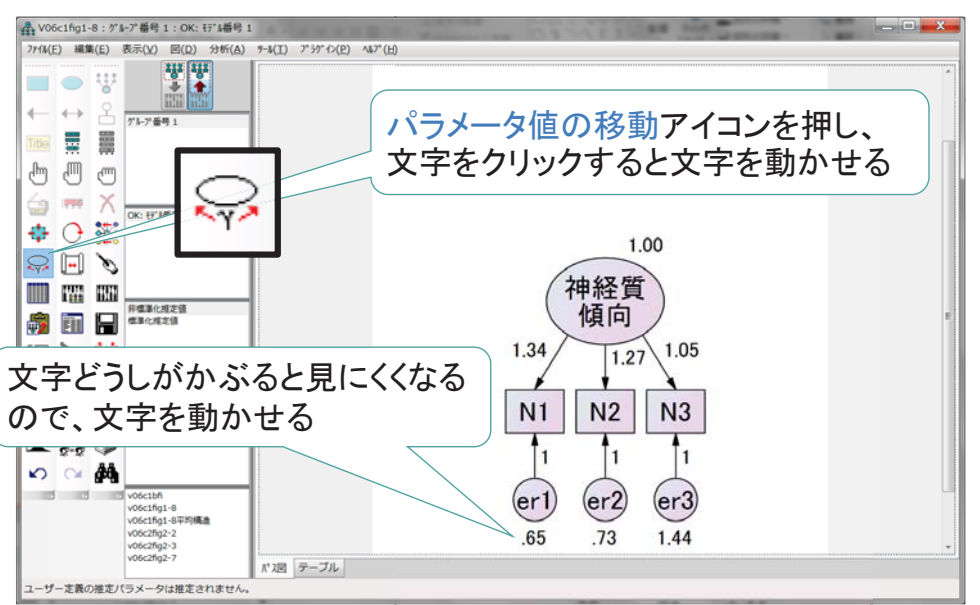 V06c1fig1-8 : ｸﾞﾙｰﾌﾟ番号 1 : OK: ﾓﾃﾞﾙ番号 1
ﾌｧｲﾙ(F) 編集(E) 表示(V) 図(D) 分析(A) ﾂｰﾙ(T) ﾌﾟﾗｸﾞｲﾝ(P) ﾍﾙﾌﾟ(H)
Title
ｸﾞﾙｰﾌﾟ番号 1
パラメータ値の移動アイコンを押し、
文字をクリックすると文字を動かせる
γ
非標準化推定値
標準化推定値
文字どうしがかぶると見にくくなる
ので、文字を動かせる
1.00
神経質
傾向
1.34
1.27
1.05
N1
N2
N3
1
1
1
er1
er2
er3
.65
.73
1.44
v06c1bfi
v06c1fig1-8
v06c1fig1-8平均構造
v06c2fig2-2
v06c2fig2-3
v06c2fig2-7
ﾊﾟｽ図 テーブル
ユーザー定義の推定パラメータは推定されません。